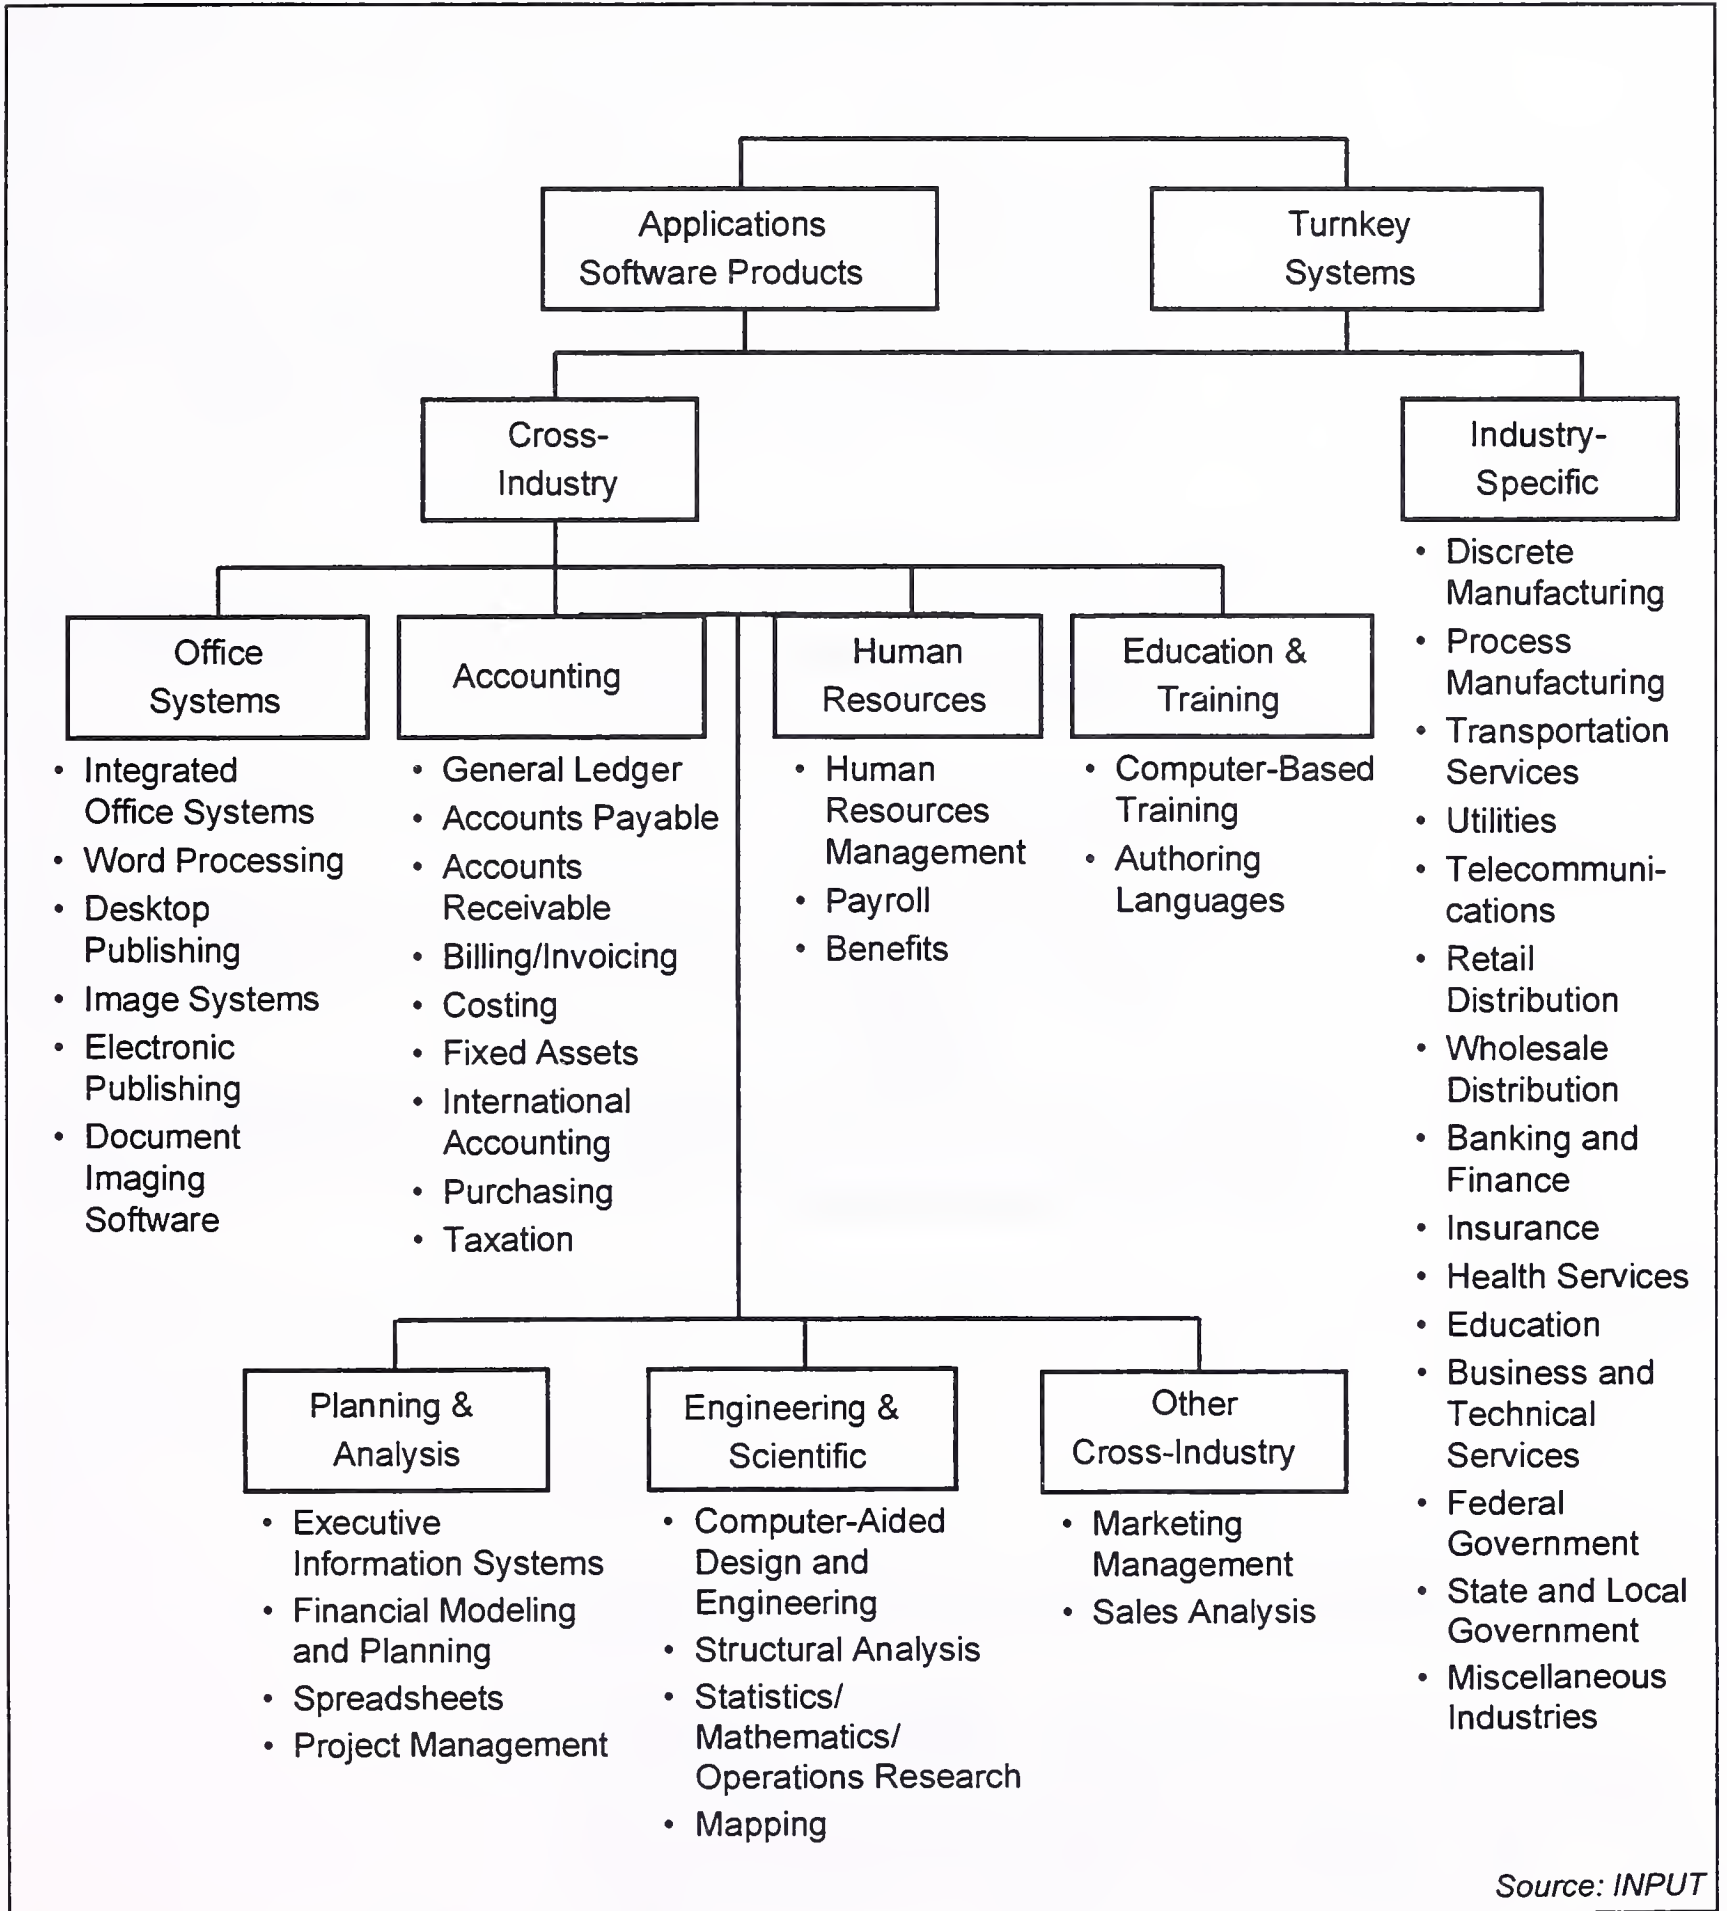 Applications
Software Products
Turnkey
Systems
Cross-
Industry
Industry-
Specific
• Discrete
Manufacturing
• Process
Manufacturing
• Transportation
Services
• Utilities
• Telecommuni-
cations
• Retail
Distribution
• Wholesale
Distribution
• Banking and
Finance
• Insurance
• Health Services
• Education
• Business and
Technical
Services
• Federal
Government
• State and Local
Government
• Miscellaneous
Industries
Office
Systems
• Integrated
Office Systems
• Word Processing
• Desktop
Publishing
• Image Systems
• Electronic
Publishing
• Document
Imaging
Software
Accounting
• General Ledger
• Accounts Payable
• Accounts
Receivable
• Billing/Invoicing
• Costing
• Fixed Assets
• International
Accounting
• Purchasing
• Taxation
Human
Resources
• Human
Resources
Management
• Payroll
• Benefits
Education &
Training
• Computer-Based
Training
• Authoring
Languages
Planning &
Analysis
• Executive
Information Systems
• Financial Modeling
and Planning
• Spreadsheets
• Project Management
Engineering &
Scientific
• Computer-Aided
Design and
Engineering
• Structural Analysis
• Statistics/
Mathematics/
Operations Research
• Mapping
Other
Cross-Industry
• Marketing
Management
• Sales Analysis
Source: INPUT